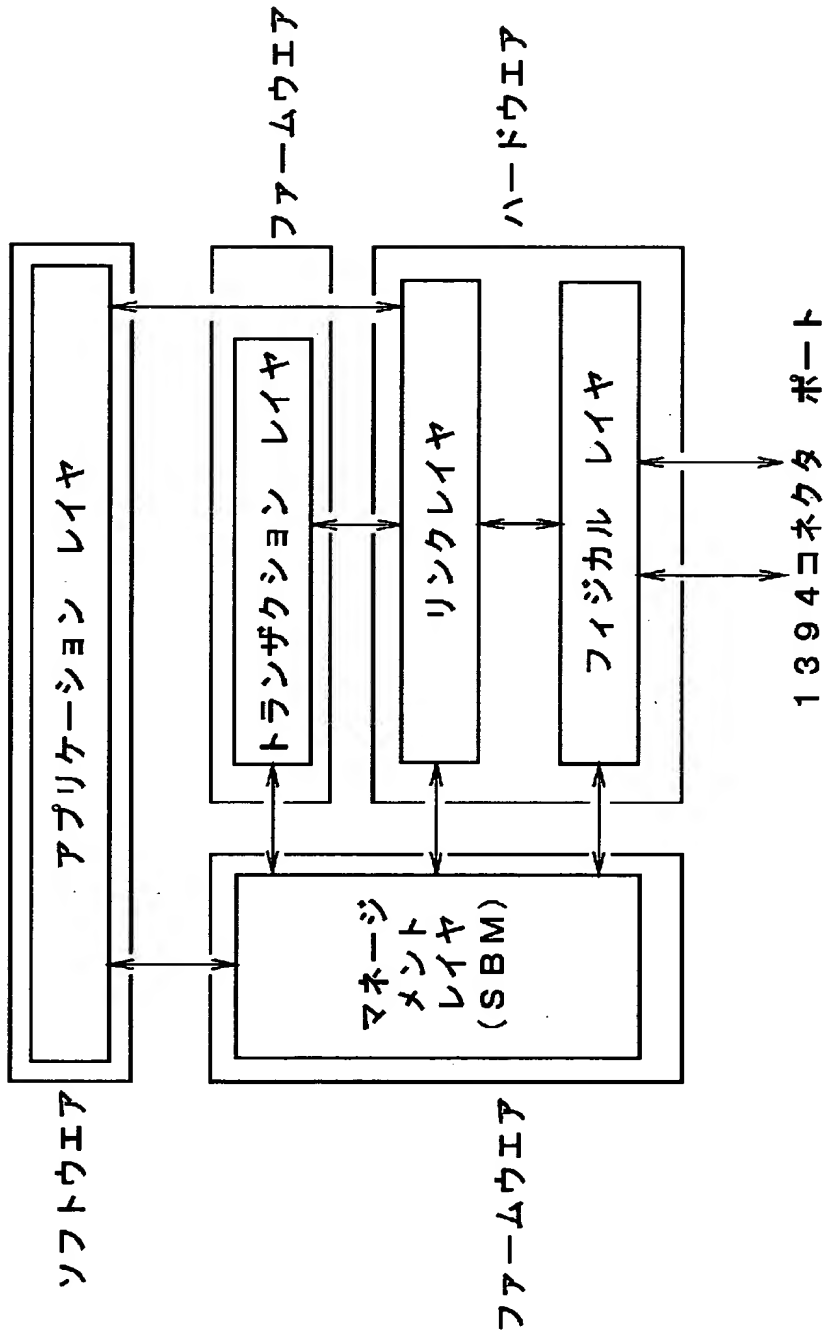 ソフトウエア
アプリケーション レイヤ
ファームウエア
トランザクション レイヤ
マネージ
メント
レイヤ
(SBM)
ファームウエア
リンクレイヤ
ハードウエア
フィジカル レイヤ
1394コネクタ ポート